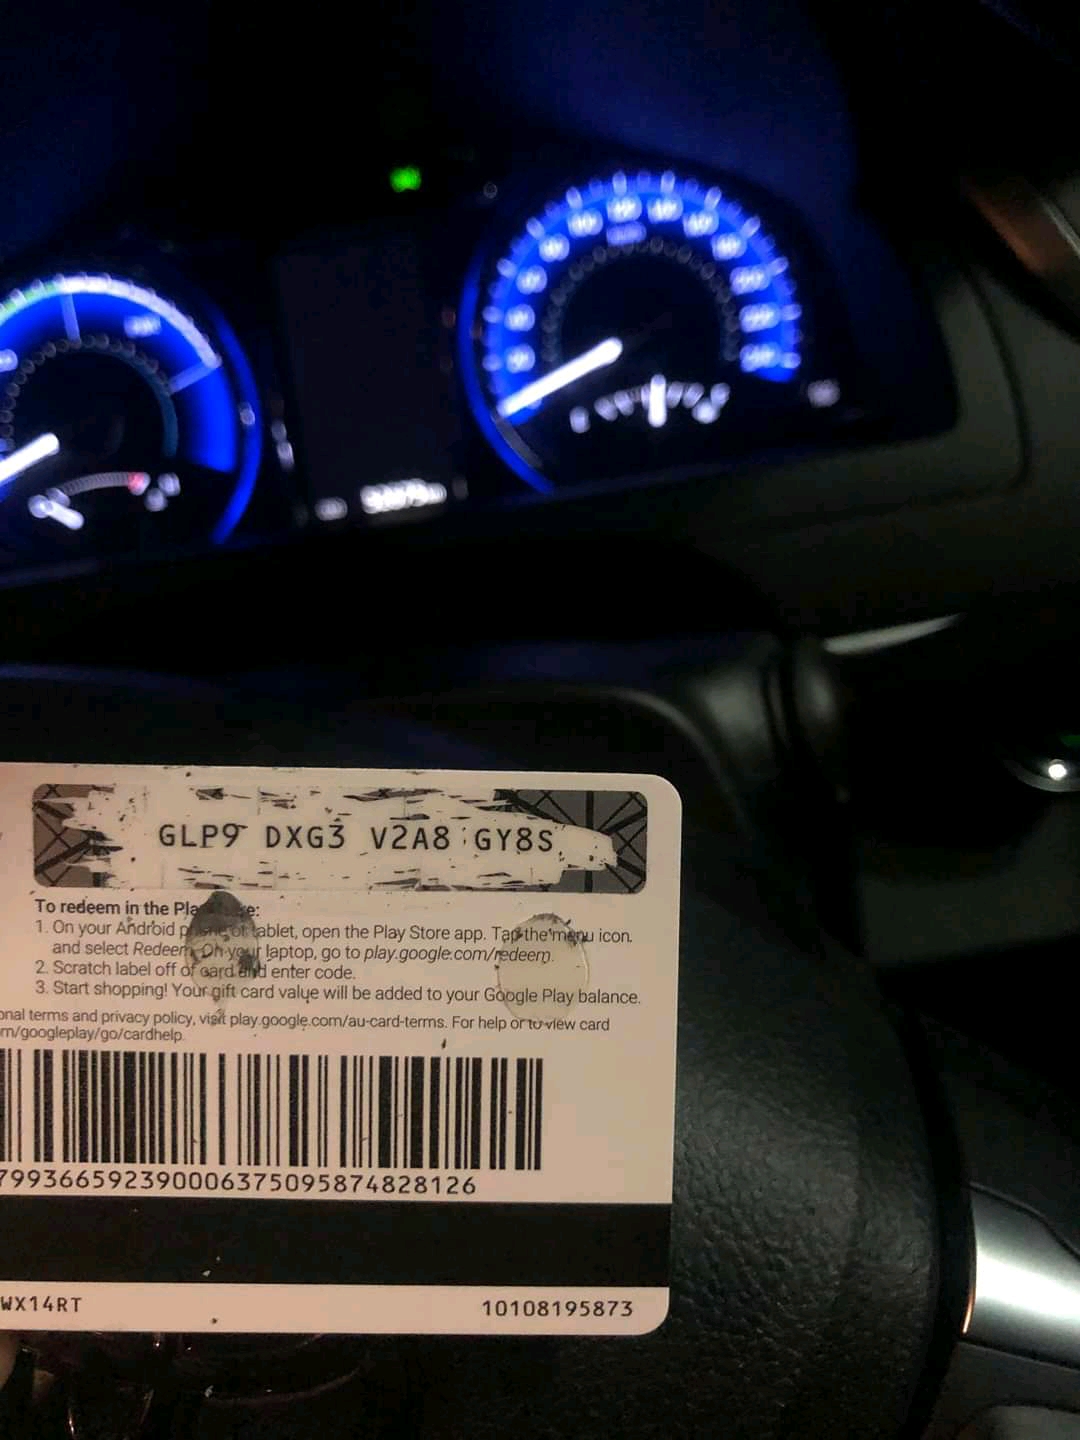 GLP9 DXG3 V2A8 GY8S
To redeem in the Play
1. On your Android phone or tablet, open the Play Store app. Tap the menu icon.
and select Redeem. On your laptop, go to play.google.com/redeem.
2. Scratch label off of card and enter code.
3. Start shopping! Your gift card value will be added to your Google Play balance.
onal terms and privacy policy, visit play.google.com/au-card-terms. For help or to view card
m/googleplay/go/cardhelp.
799366592390006375095874828126
WX14RT
10108195873